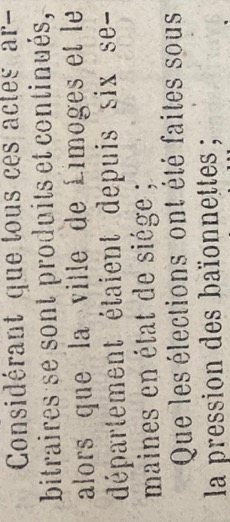 Considérant que tous ces actes ar-
bitraires se sont produits et continués,
alors que la ville de Limoges et le
département étaient depuis six se-
maines en état de siége;
Que les élections ont été faites sous
la pression des baïonnettes;